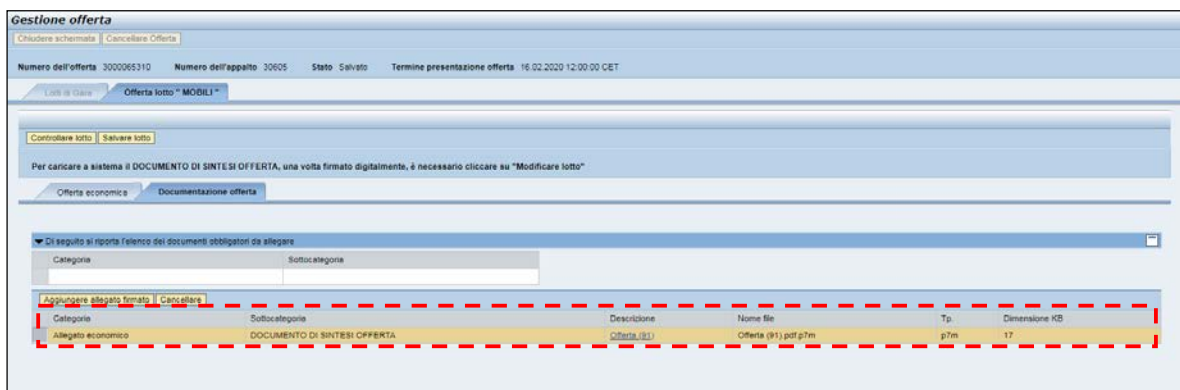 Gestione offerta
Chiudere schermata Cancellare Offerta
Numero dell'offerta 3000065310 Numero dell'appalto 30605 Stato Salvato Termine presentazione offerta 16.02.2020 12:00:00 CET
Lotti di Gara Offerta lotto " MOBILI "
Controllare lotto Salvare lotto
Per caricare a sistema il DOCUMENTO DI SINTESI OFFERTA, una volta firmato digitalmente, è necessario cliccare su "Modificare lotto"
Offerta economica Documentazione offerta
Di seguito si riporta l'elenco dei documenti obbligatori da allegare
Categoria Sottocategoria
Aggiungere allegato firmato Cancellare
Categoria Sottocategoria Descrizione Nome file Tp. Dimensione KB
Allegato economico DOCUMENTO DI SINTESI OFFERTA Offerta (91) Offerta (91).pdf.p7m p7m 17